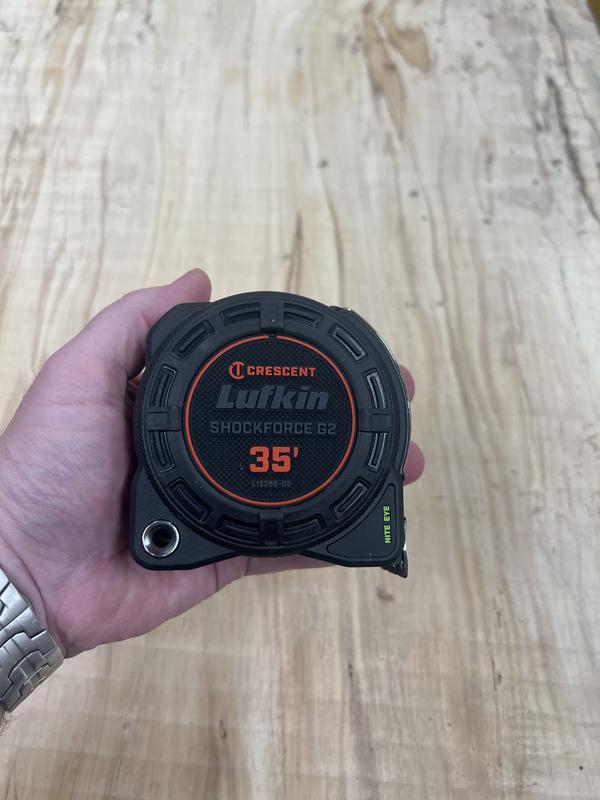 CRESCENT
Lufkin
SHOCKFORCE G2
35'
L1235B-02
NITE EYE